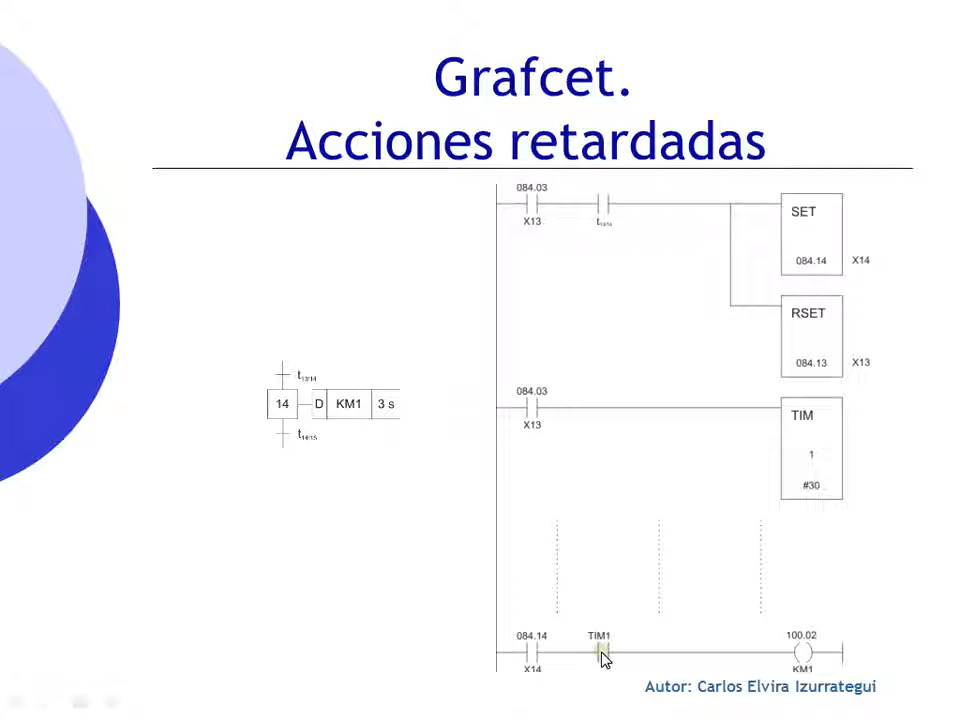 Grafcet.
Acciones retardadas
084.03
X13
t13/14
SET
084.14
X14
RSET
084.13
X13
t13/14
14 D KM1 3 s
t14/15
084.03
X13
TIM
1
#30
084.14
TIM1
100.02
X14
KM1
Autor: Carlos Elvira Izurrategui